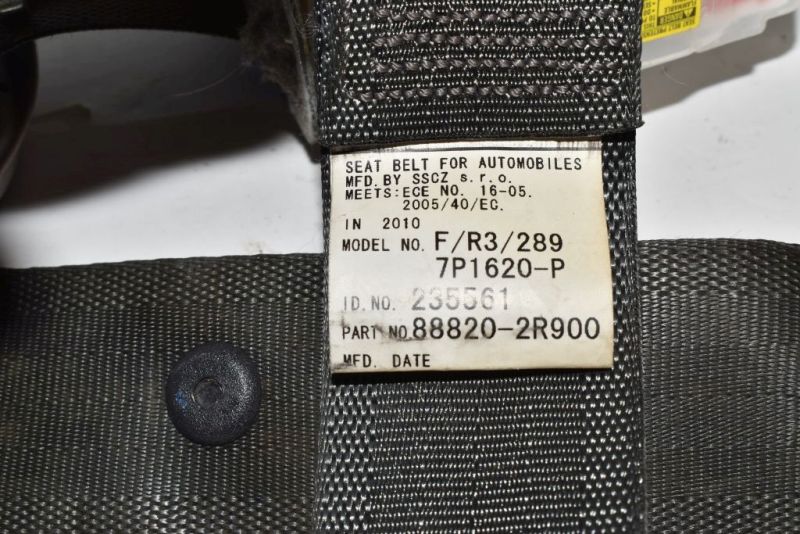 DANGER
SEAT BELT FOR AUTOMOBILES
MFD. BY SSCZ s. r. o.
MEETS:ECE NO. 16-05.
2005/40/EC.
IN 2010
MODEL NO. F/R3/289
7P1620-P
ID.NO. 235561
PART NO. 88820-2R900
MFD. DATE